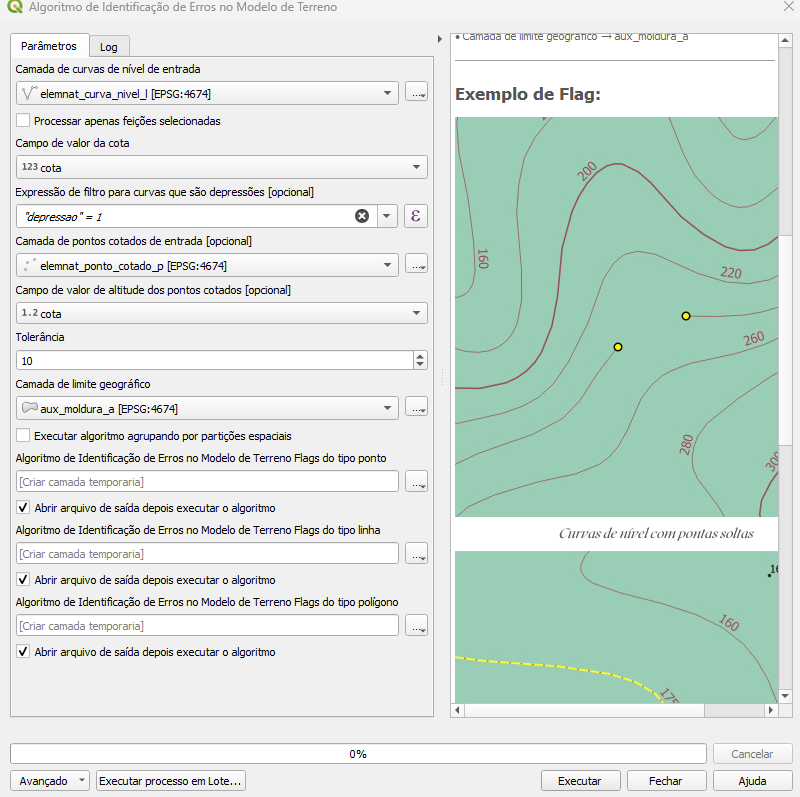 Algoritmo de Identificação de Erros no Modelo de Terreno
Parâmetros
Log
Camada de curvas de nível de entrada
elemnat_curva_nivel_l [EPSG:4674]
...
Processar apenas feições selecionadas
Campo de valor da cota
123 cota
Expressão de filtro para curvas que são depressões [opcional]
"depressao" = 1
ε
Camada de pontos cotados de entrada [opcional]
elemnat_ponto_cotado_p [EPSG:4674]
...
Campo de valor de altitude dos pontos cotados [opcional]
1.2 cota
Tolerância
10
Camada de limite geográfico
aux_moldura_a [EPSG:4674]
...
Executar algoritmo agrupando por partições espaciais
Algoritmo de Identificação de Erros no Modelo de Terreno Flags do tipo ponto
[Criar camada temporaria]
...
Abrir arquivo de saída depois executar o algoritmo
Algoritmo de Identificação de Erros no Modelo de Terreno Flags do tipo linha
[Criar camada temporaria]
...
Abrir arquivo de saída depois executar o algoritmo
Algoritmo de Identificação de Erros no Modelo de Terreno Flags do tipo polígono
[Criar camada temporaria]
...
Abrir arquivo de saída depois executar o algoritmo
• Camada de limite geográfico → aux_moldura_a
Exemplo de Flag:
200
160
220
260
280
300
Curvas de nível com pontas soltas
160
175
0%
Cancelar
Avançado
Executar processo em Lote...
Executar
Fechar
Ajuda